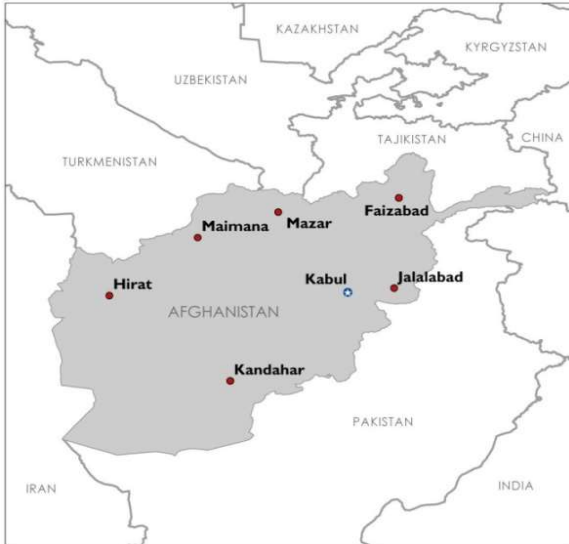 KAZAKHSTAN
KYRGYZSTAN
UZBEKISTAN
TAJIKISTAN
CHINA
TURKMENISTAN
Faizabad
Mazar
Maimana
Kabul
Jalalabad
Hirat
AFGHANISTAN
Kandahar
PAKISTAN
IRAN
INDIA